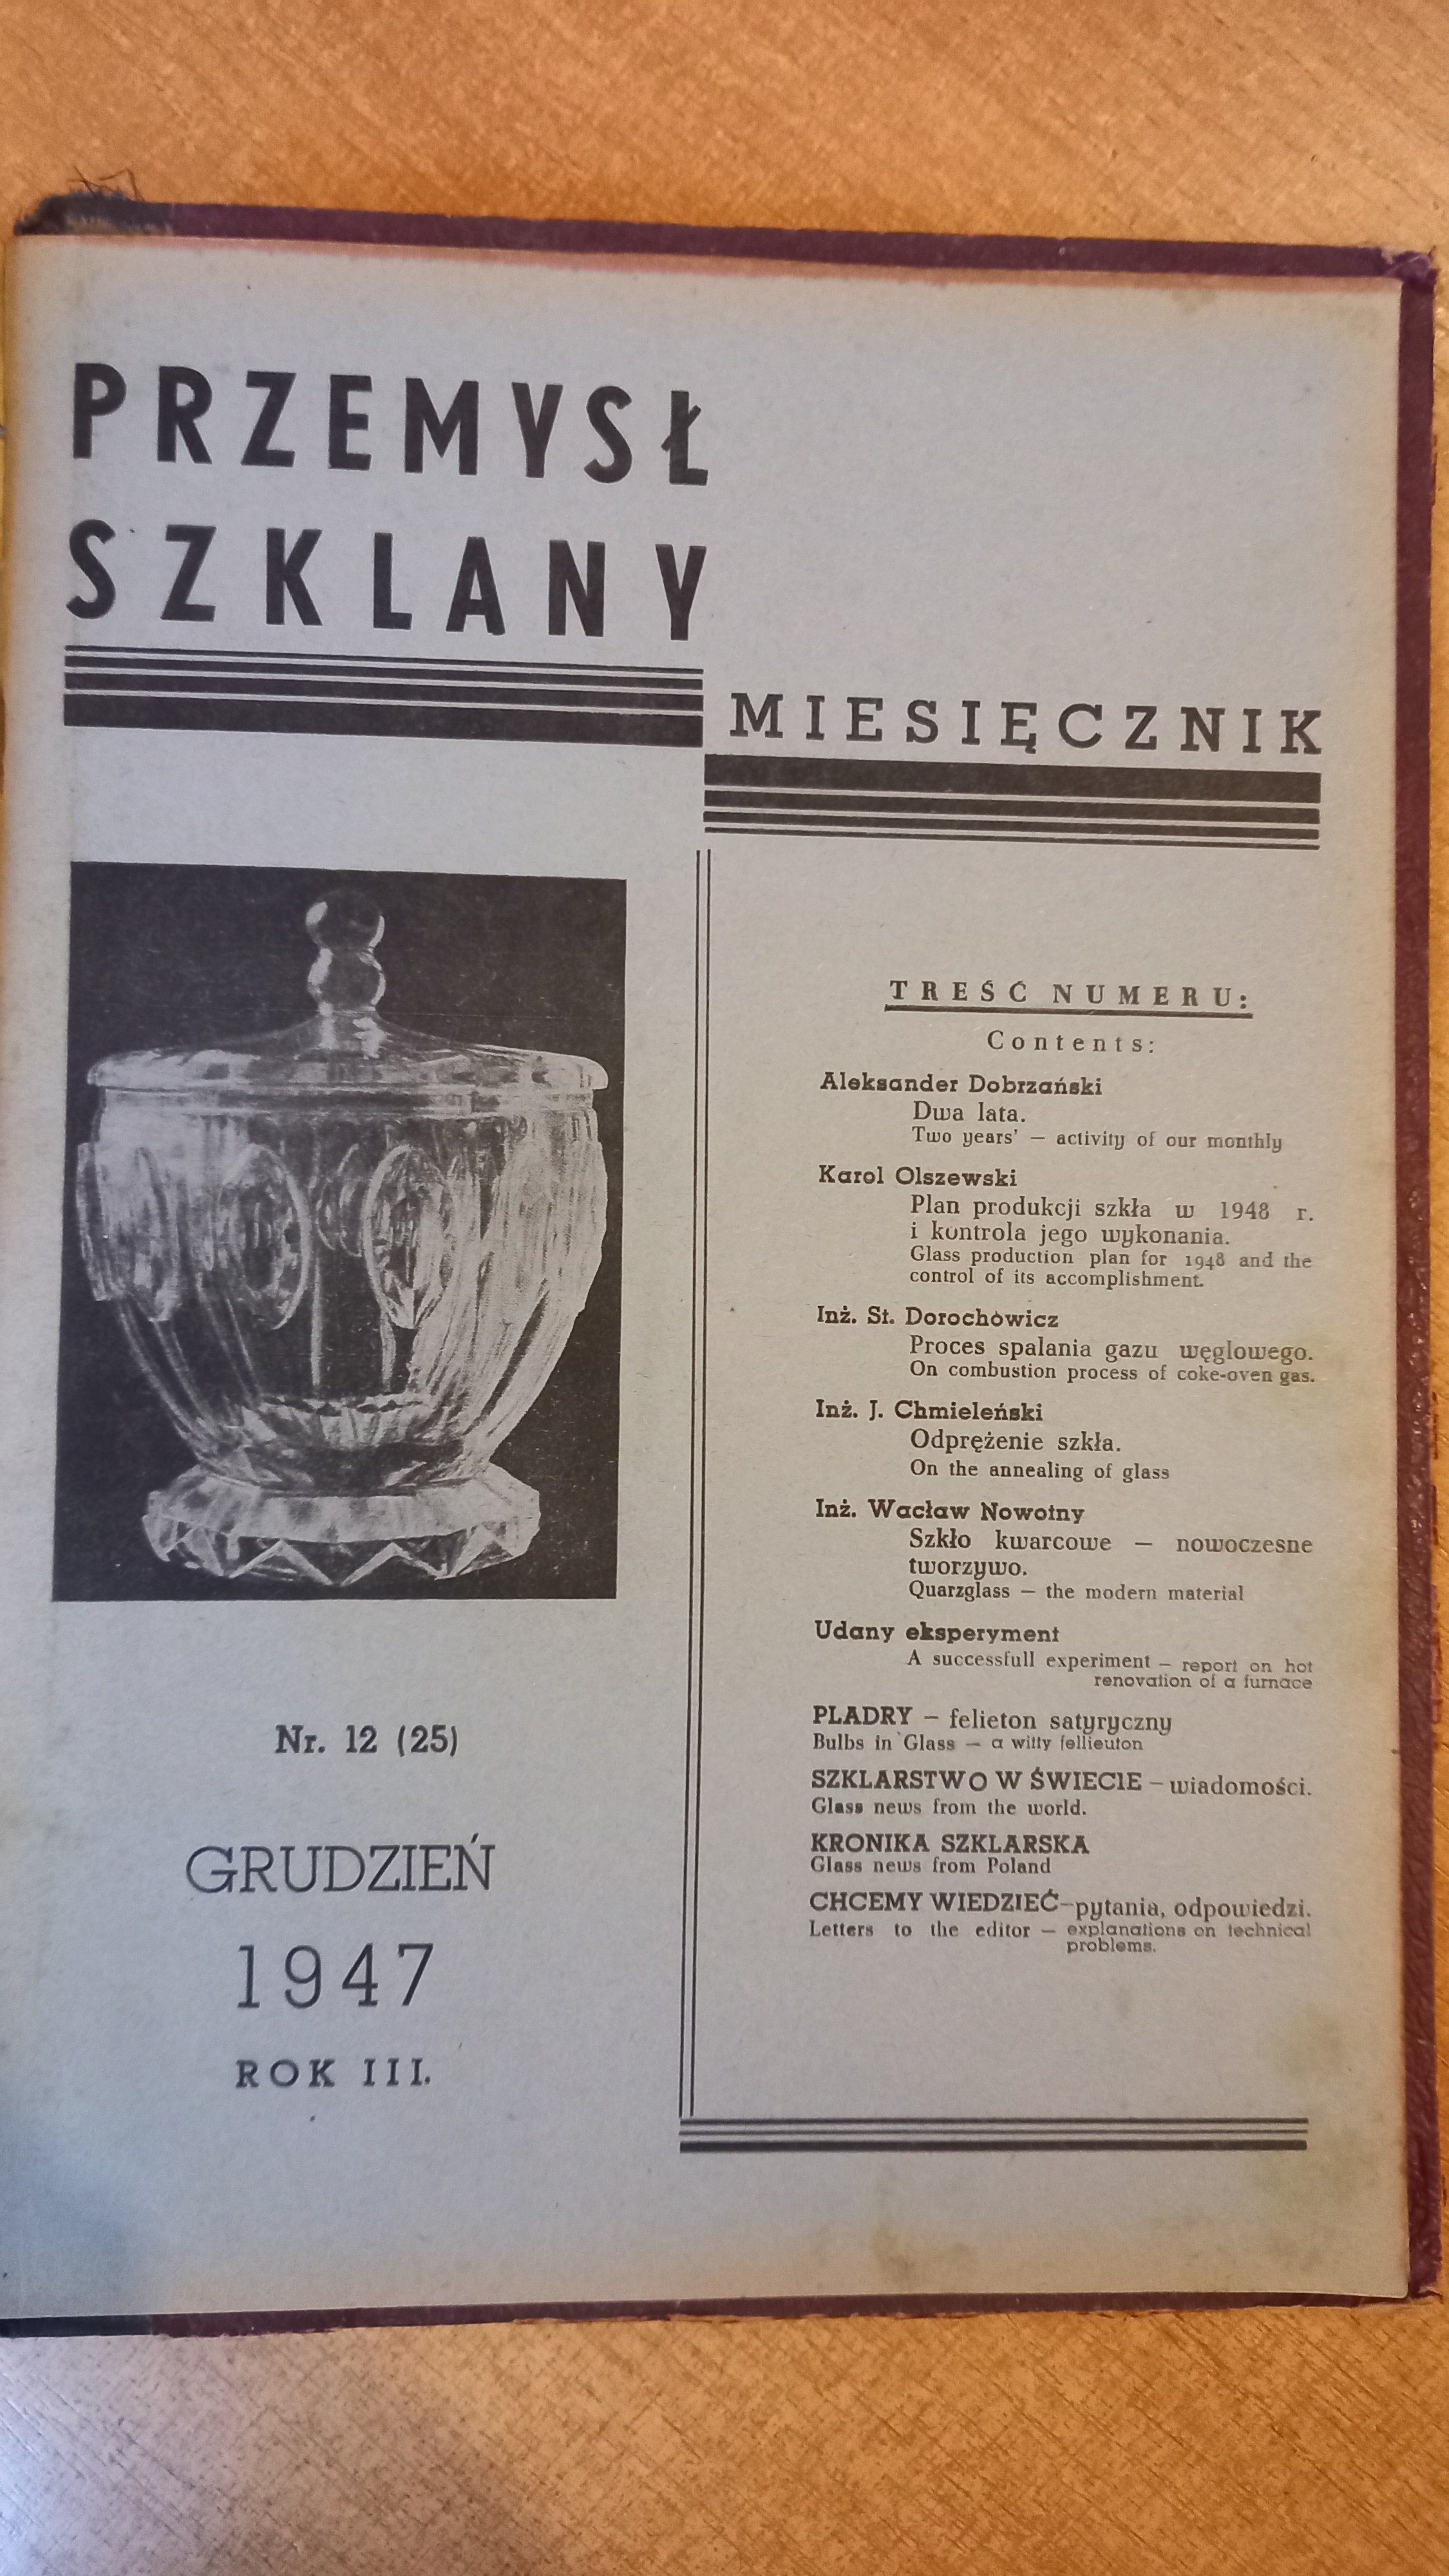 PRZEMYSŁ
SZKLANY
MIESIĘCZNIK
TREŚĆ NUMERU:
Contents:
Aleksander Dobrzański
Dwa lata.
Two years' — activity of our monthly
Karol Olszewski
Plan produkcji szkła w 1948 r.
i kontrola jego wykonania.
Glass production plan for 1948 and the
control of its accomplishment.
Inż. St. Dorochowicz
Proces spalania gazu węglowego.
On combustion process of coke-oven gas.
Inż. J. Chmieleński
Odprężenie szkła.
On the annealing of glass
Inż. Wacław Nowotny
Szkło kwarcowe — nowoczesne
tworzywo.
Quarzglass — the modern material
Udany eksperyment
A successfull experiment — report on hot
renovation of a furnace
PLADRY — felieton satyryczny
Bulbs in Glass — a witty fellieuton
SZKLARSTWO W ŚWIECIE — wiadomości.
Glass news from the world.
KRONIKA SZKLARSKA
Glass news from Poland
CHCEMY WIEDZIEĆ—pytania, odpowiedzi.
Letters to the editor — explanations on technical
problems.
Nr. 12 (25)
GRUDZIEŃ
1947
ROK III.